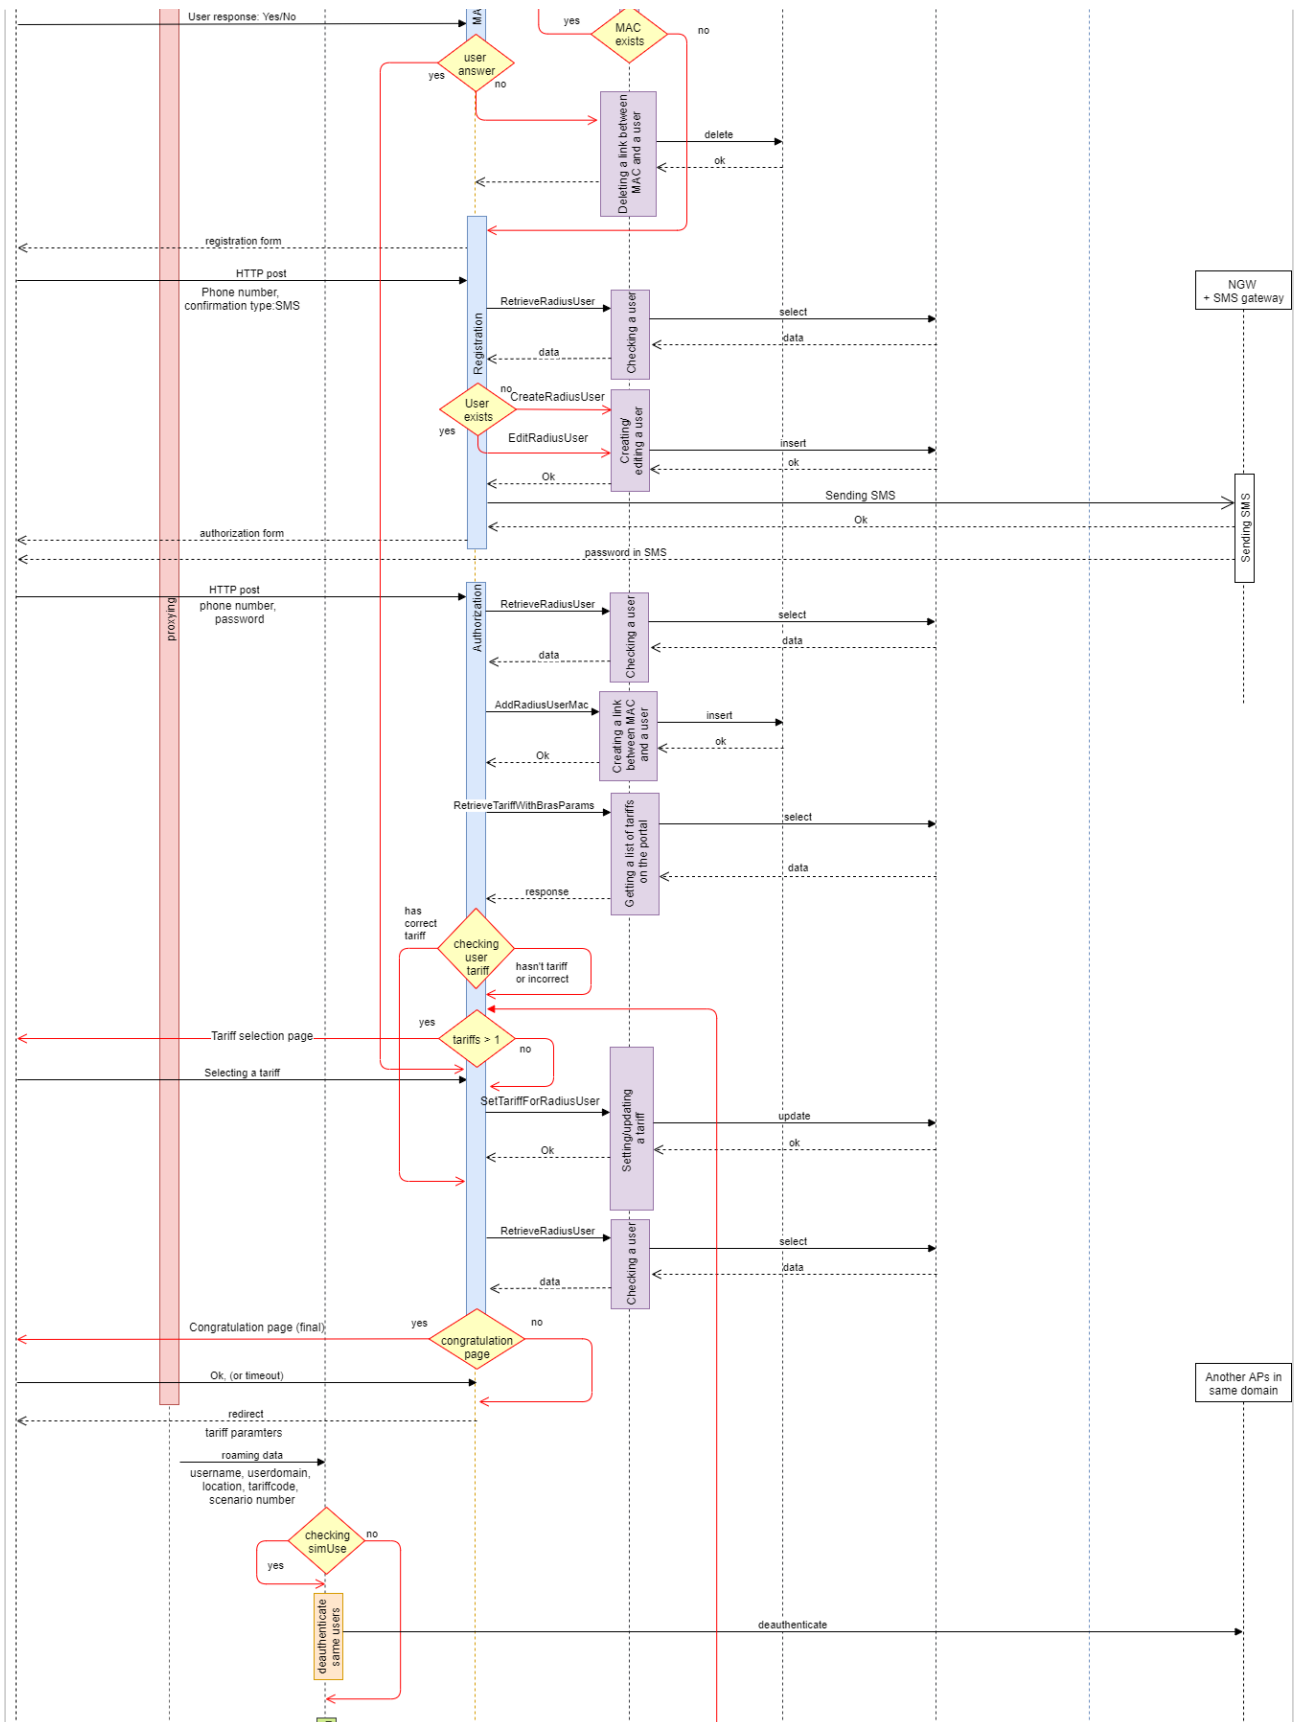 User response: Yes/No
MA
yes
MAC
exists
no
user
answer
yes
no
Deleting a link between
MAC and a user
delete
ok
registration form
HTTP post
Phone number,
confirmation type:SMS
NGW
+ SMS gateway
Registration
RetrieveRadiusUser
Checking a user
select
data
data
User
exists
no
CreateRadiusUser
yes
EditRadiusUser
Creating/
editing a user
insert
ok
Ok
Sending SMS
Ok
Sending SMS
authorization form
password in SMS
proxying
HTTP post
phone number,
password
Authorization
RetrieveRadiusUser
Checking a user
select
data
data
AddRadiusUserMac
Creating a link
between MAC
and a user
insert
ok
Ok
RetrieveTariffWithBrasParams
Getting a list of tariffs
on the portal
select
data
response
has
correct
tariff
checking
user
tariff
hasn't tariff
or incorrect
yes
Tariff selection page
tariffs > 1
no
Selecting a tariff
SetTariffForRadiusUser
Setting/updating
a tariff
update
ok
Ok
RetrieveRadiusUser
Checking a user
select
data
data
Congratulation page (final)
yes
no
congratulation
page
Ok, (or timeout)
Another APs in
same domain
redirect
tariff paramters
roaming data
username, userdomain,
location, tariffcode,
scenario number
checking
simUse
no
yes
deauthenticate
same users
deauthenticate